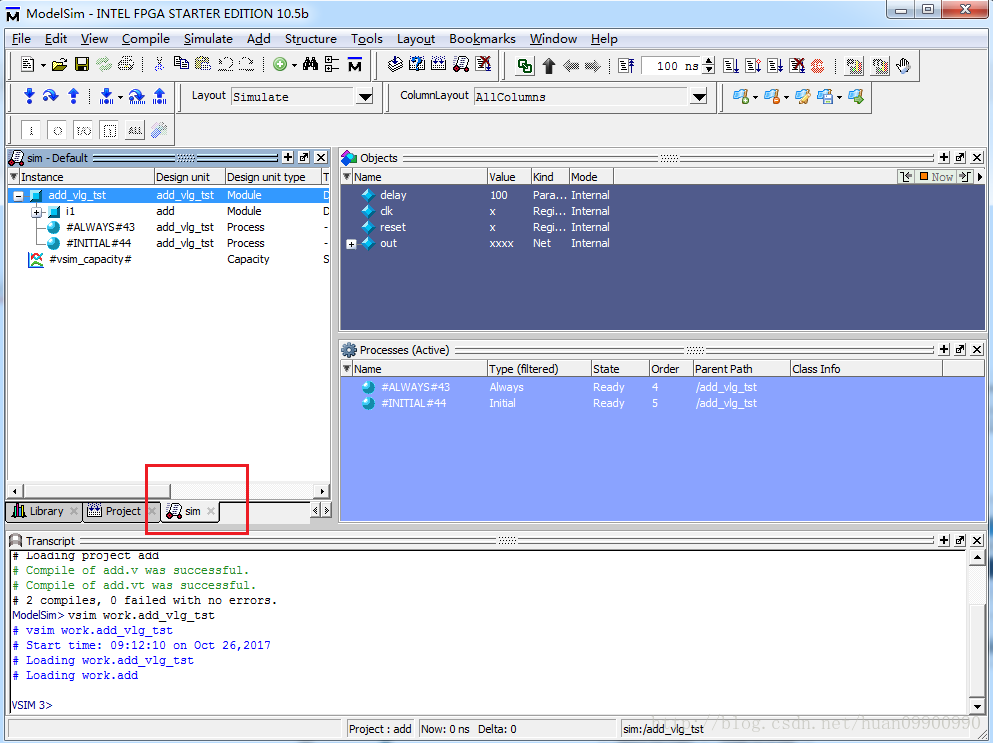 ModelSim - INTEL FPGA STARTER EDITION 10.5b
File Edit View Compile Simulate Add Structure Tools Layout Bookmarks Window Help
100 ns
Layout Simulate ColumnLayout AllColumns
ALL
sim - Default
Instance Design unit Design unit type T
add_vlg_tst add_vlg_tst Module D
i1 add Module D
#ALWAYS#43 add_vlg_tst Process -
#INITIAL#44 add_vlg_tst Process -
#vsim_capacity# Capacity S
Library Project sim
Objects
Name Value Kind Mode Now
delay 100 Para... Internal
clk x Regi... Internal
reset x Regi... Internal
out xxxx Net Internal
Processes (Active)
Name Type (filtered) State Order Parent Path Class Info
#ALWAYS#43 Always Ready 4 /add_vlg_tst
#INITIAL#44 Initial Ready 5 /add_vlg_tst
Transcript
# Loading project add
# Compile of add.v was successful.
# Compile of add.vt was successful.
# 2 compiles, 0 failed with no errors.
ModelSim> vsim work.add_vlg_tst
# vsim work.add_vlg_tst
# Start time: 09:12:10 on Oct 26,2017
# Loading work.add_vlg_tst
# Loading work.add
VSIM 3>
Project : add Now: 0 ns Delta: 0 sim:/add_vlg_tst
http://blog.csdn.net/huan09900990